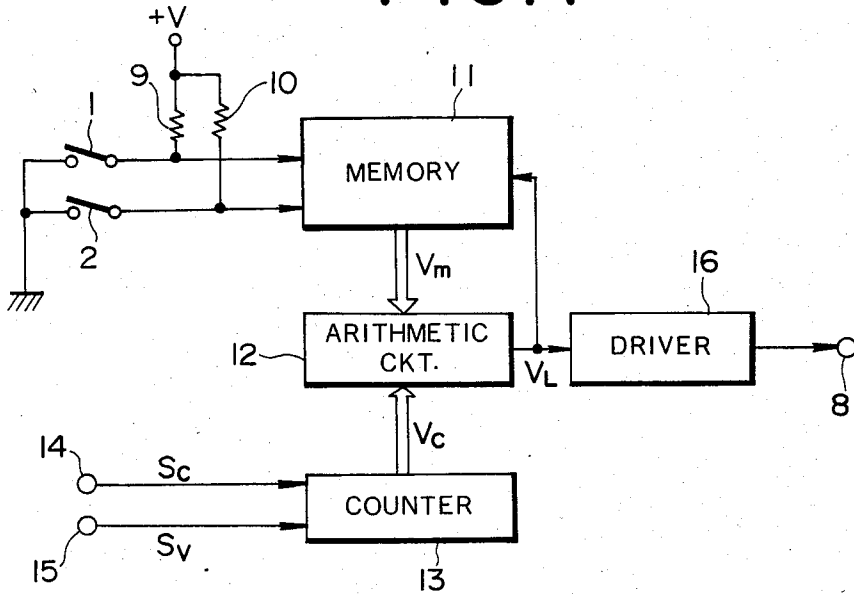 +V
9
10
11
1
MEMORY
2
Vm
16
12
ARITHMETIC
CKT.
VL
DRIVER
8
Vc
14
Sc
COUNTER
15
Sv
13